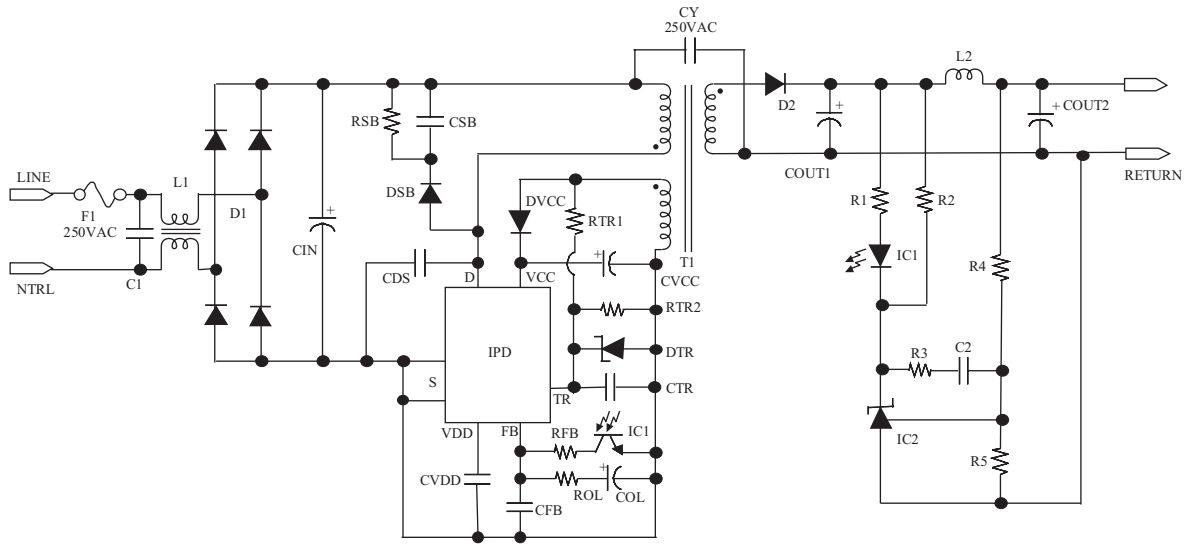 CY
250VAC
L2
D2
COUT1
+
+ COUT2
RETURN
RSB
CSB
DSB
LINE
F1
250VAC
L1
D1
C1
NTRL
+
CIN
CDS
D
DVCC
VCC
RTR1
+
T1
CVCC
RTR2
DTR
CTR
IPD
S
TR
VDD
FB
RFB
IC1
CVDD
ROL
+
COL
CFB
R1
R2
IC1
R4
R3
C2
IC2
R5